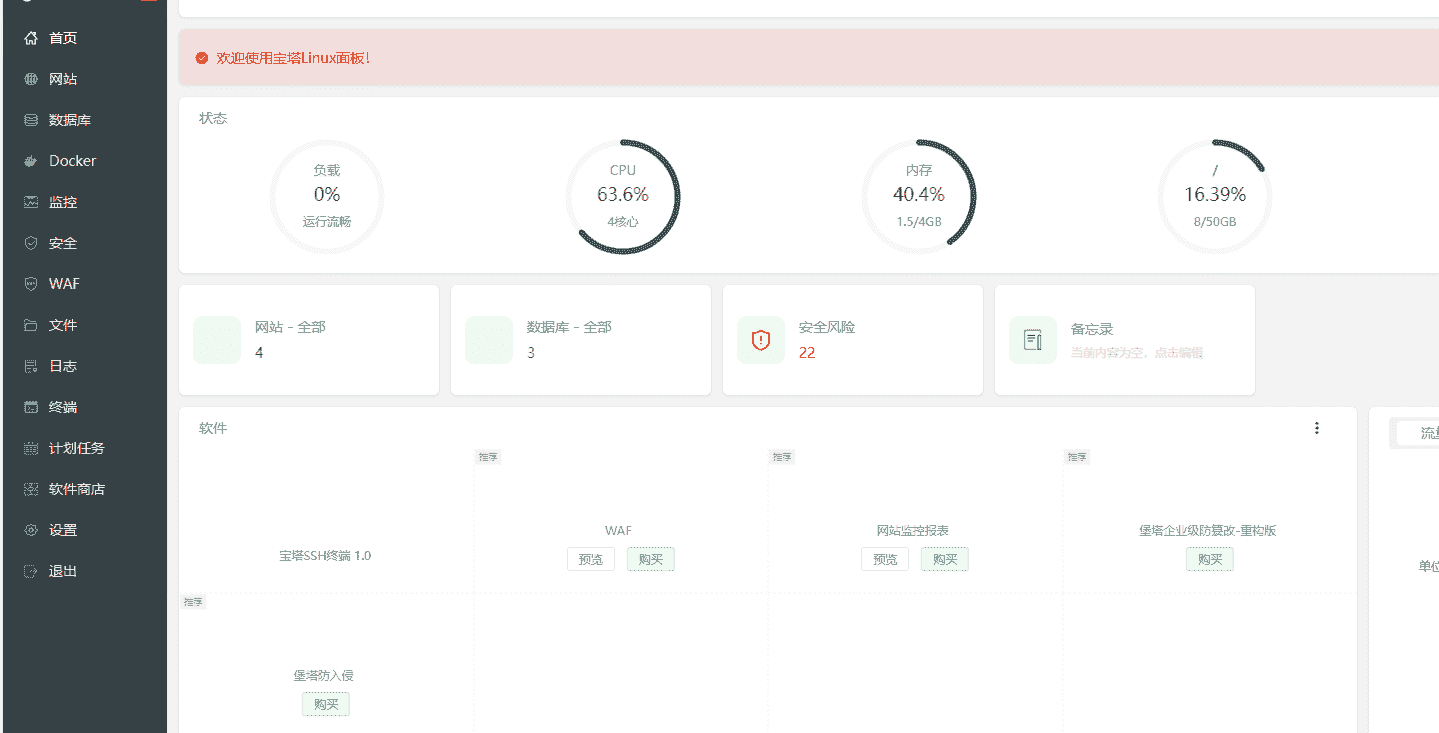 首页
网站
数据库
Docker
监控
安全
WAF
文件
日志
终端
计划任务
软件商店
设置
退出
欢迎使用宝塔Linux面板!
状态
负载
0%
运行流畅
CPU
63.6%
4核心
内存
40.4%
1.5/4GB
/
16.39%
8/50GB
网站 - 全部
4
数据库 - 全部
3
安全风险
22
备忘录
当前内容为空，点击编辑
软件
宝塔SSH终端 1.0
推荐
WAF
预览 购买
推荐
网站监控报表
预览 购买
推荐
堡塔企业级防篡改-重构版
购买
推荐
堡塔防入侵
购买
单位